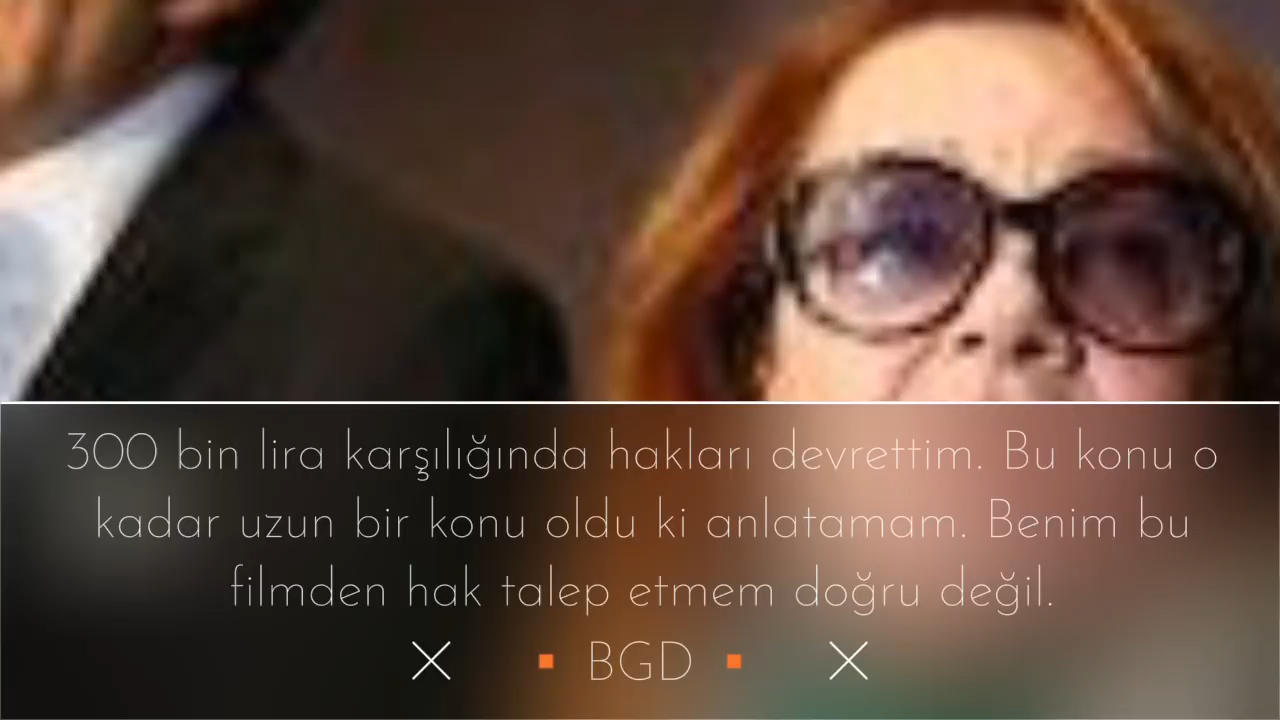 300 bin lira karşılığında hakları devrettim. Bu konu o
kadar uzun bir konu oldu ki anlatamam. Benim bu
filmden hak talep etmem doğru değil.
BGD